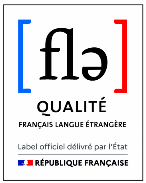 [flə]
QUALITÉ
FRANÇAIS LANGUE ÉTRANGÈRE
Label officiel délivré par l'État
RÉPUBLIQUE FRANÇAISE